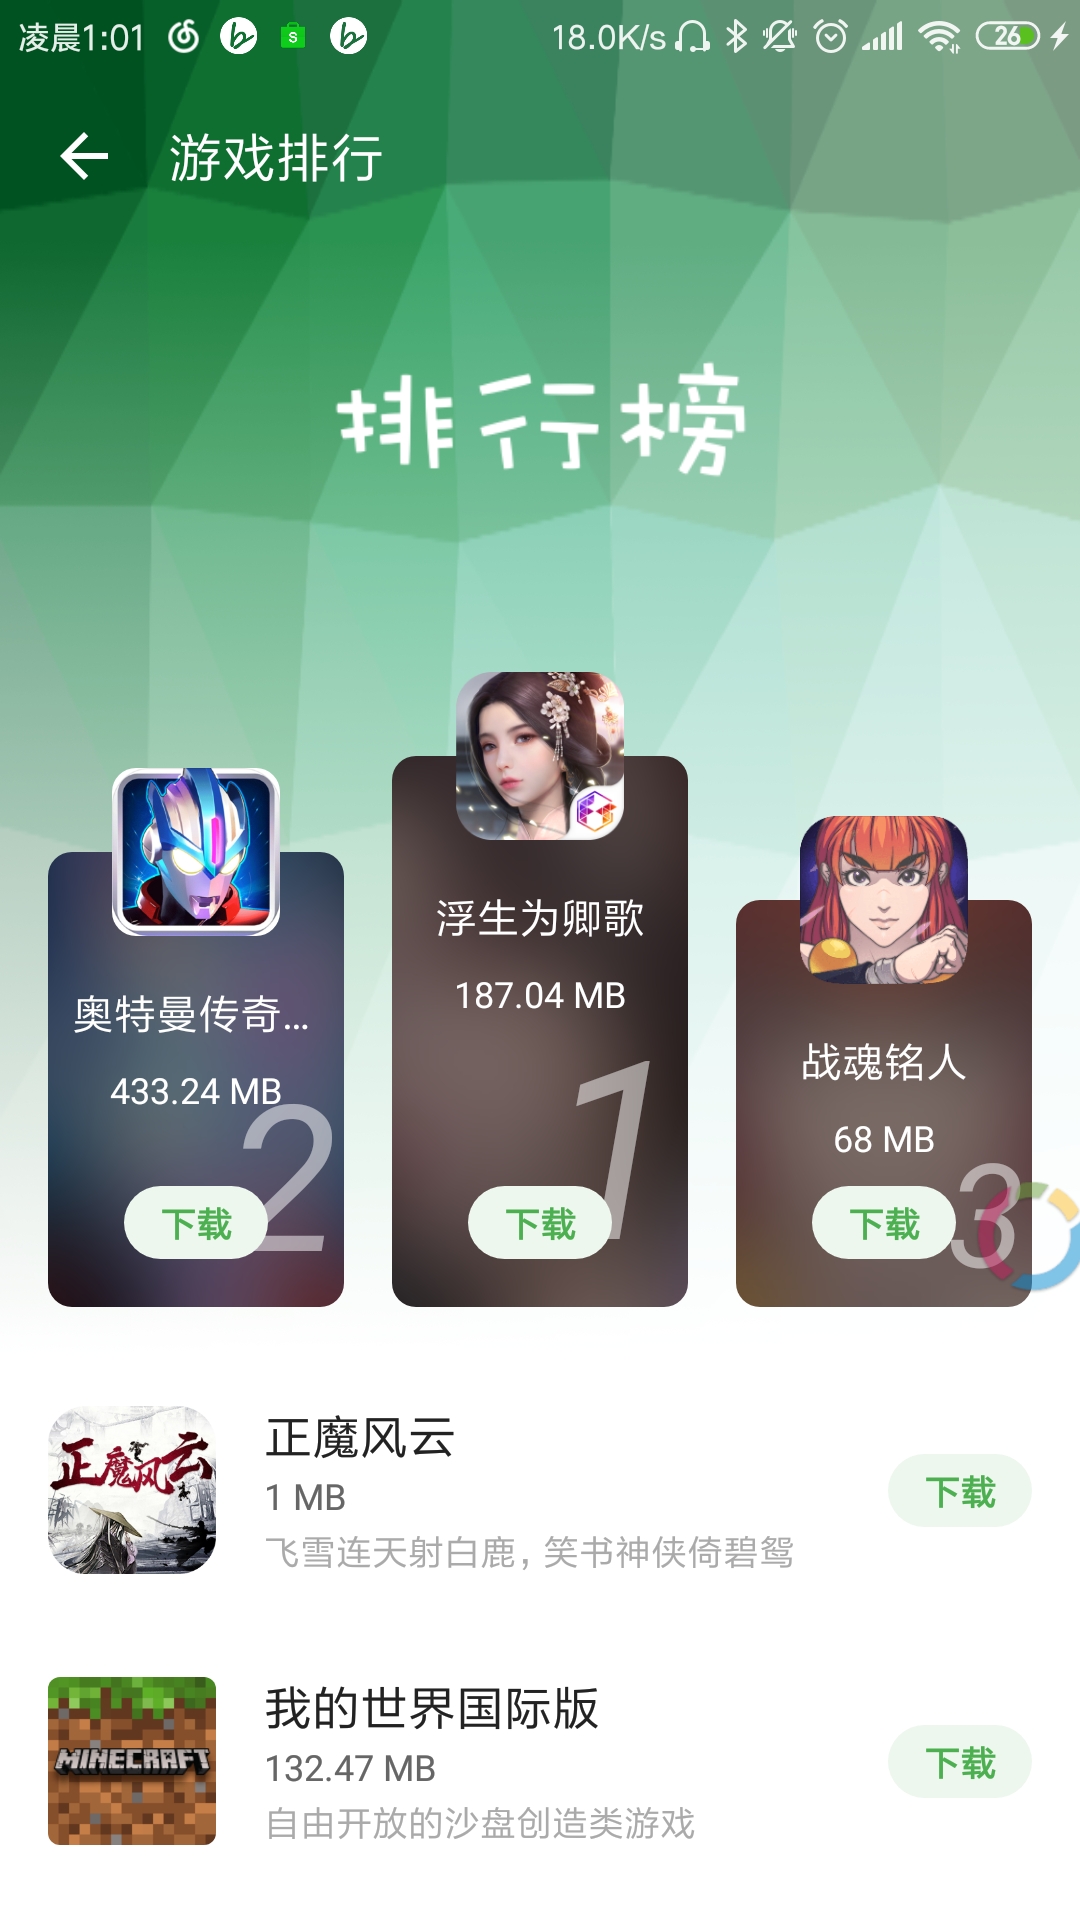 凌晨1:01
18.0K/s
26
游戏排行
排行榜
浮生为卿歌
187.04 MB
1
下载
奥特曼传奇...
433.24 MB
2
下载
战魂铭人
68 MB
3
下载
正魔风云
正魔风云
1 MB
飞雪连天射白鹿，笑书神侠倚碧鸳
下载
MINECRAFT
我的世界国际版
132.47 MB
自由开放的沙盘创造类游戏
下载